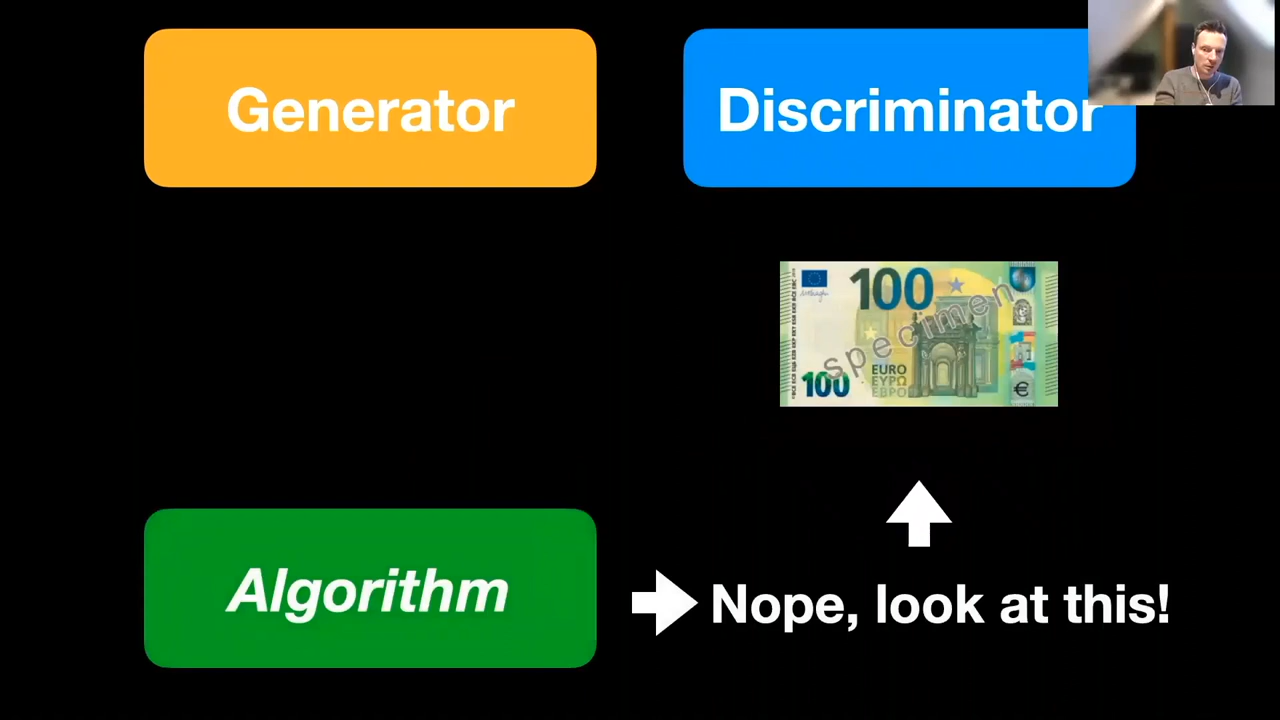 Generator
Discriminator
100
specimen
100
EURO
ΕΥΡΩ
ЕВРО
€
Algorithm
Nope, look at this!